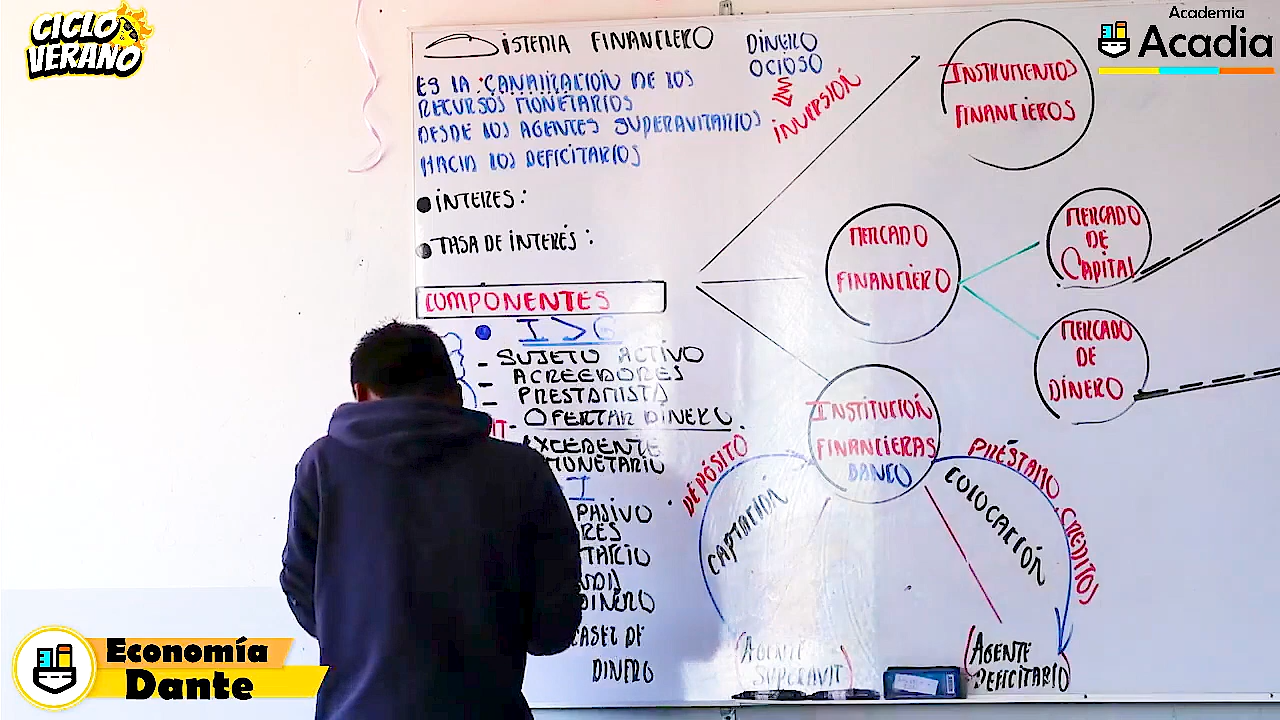 CICLO
VERANO
Academia
Acadia
SISTEMA FINANCIERO
ES LA CANALIZACIÓN DE LOS
RECURSOS MONETARIOS
DESDE LOS AGENTES SUPERAVITARIOS
HACIA LOS DEFICITARIOS
DINERO
OCIOSO
INVERSIÓN
INTERES:
TASA DE INTERÉS:
COMPONENTES
I > G
- SUJETO ACTIVO
- ACREEDORES
- PRESTAMISTA
- OFERTAR DINERO
EXCEDENTE
MONETARIO
I
PASIVO
DINERO
DE
DINERO
INSTRUMENTOS
FINANCIEROS
MERCADO
FINANCIERO
MERCADO
DE
CAPITAL
MERCADO
DE
DINERO
INSTITUCIÓN
FINANCIERAS
BANCO
DEPÓSITO
CAPTACIÓN
PRÉSTAMO, CREDITOS
COLOCACIÓN
(AGENTE
SUPERAVIT)
(AGENTE
DEFICITARIO)
Economía
Dante